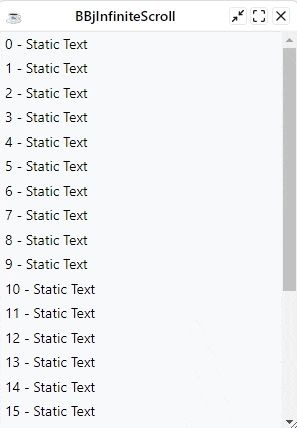 BBjInfiniteScroll
0 - Static Text
1 - Static Text
2 - Static Text
3 - Static Text
4 - Static Text
5 - Static Text
6 - Static Text
7 - Static Text
8 - Static Text
9 - Static Text
10 - Static Text
11 - Static Text
12 - Static Text
13 - Static Text
14 - Static Text
15 - Static Text